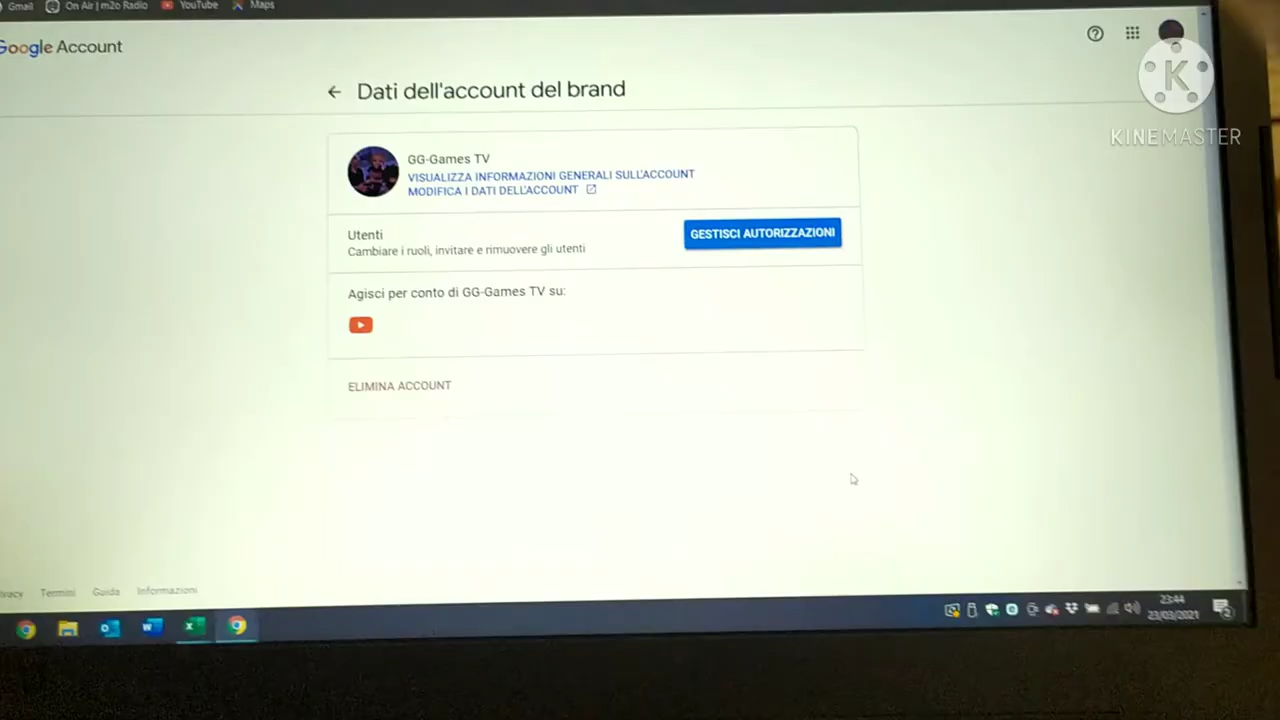 Gmail On Air | m2o Radio YouTube Maps
Google Account
K
KINEMASTER
Dati dell'account del brand
GG-Games TV
VISUALIZZA INFORMAZIONI GENERALI SULL'ACCOUNT
MODIFICA I DATI DELL'ACCOUNT
Utenti
GESTISCI AUTORIZZAZIONI
Cambiare i ruoli, invitare e rimuovere gli utenti
Agisci per conto di GG-Games TV su:
ELIMINA ACCOUNT
Termini Guida Informazioni
23:44
23/03/2021